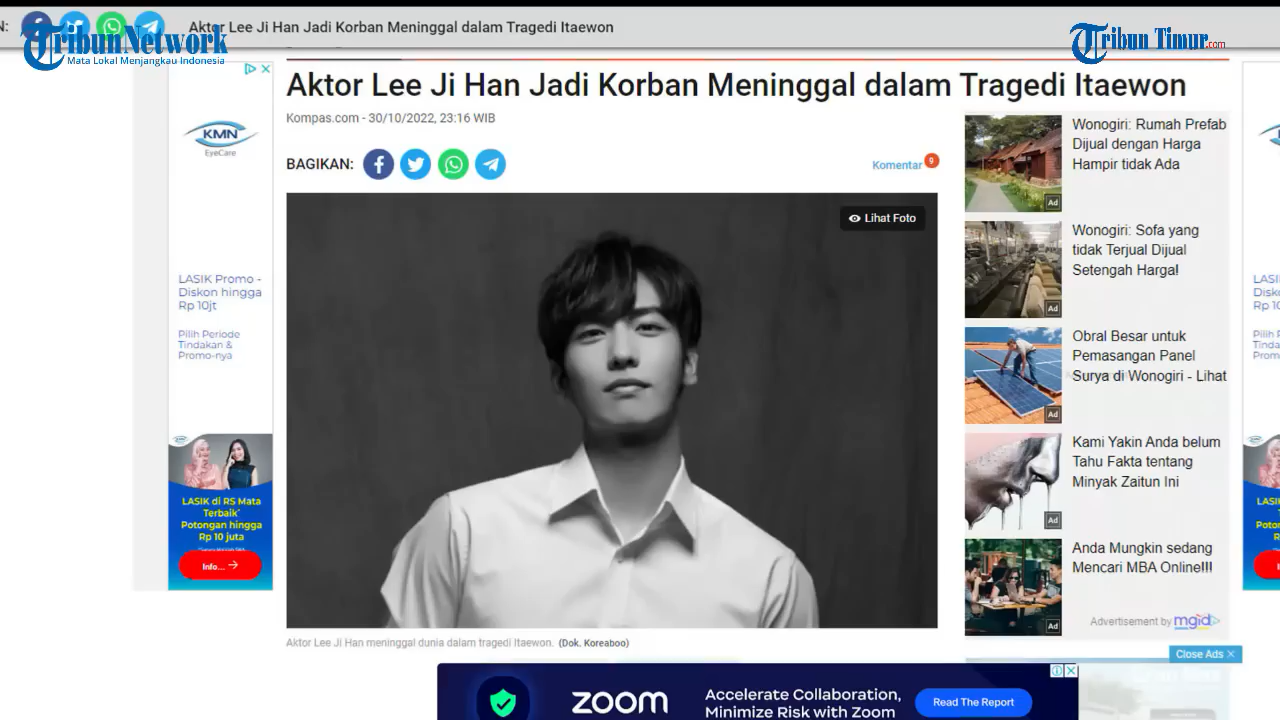 N:
Aktor Lee Ji Han Jadi Korban Meninggal dalam Tragedi Itaewon
Tribun Network
Mata Lokal Menjangkau Indonesia
Tribun Timur.com
Aktor Lee Ji Han Jadi Korban Meninggal dalam Tragedi Itaewon
Kompas.com - 30/10/2022, 23:16 WIB
BAGIKAN:
Komentar 9
Lihat Foto
Aktor Lee Ji Han meninggal dunia dalam tragedi Itaewon. (Dok. Koreaboo)
KMN
EyeCare
LASIK Promo -
Diskon hingga
Rp 10jt
Pilih Periode
Tindakan &
Promo-nya
LASIK di RS Mata
Terbaik*
Potongan hingga
Rp 10 juta
Info...
Wonogiri: Rumah Prefab
Dijual dengan Harga
Hampir tidak Ada
Ad
Wonogiri: Sofa yang
tidak Terjual Dijual
Setengah Harga!
Ad
Obral Besar untuk
Pemasangan Panel
Surya di Wonogiri - Lihat
Ad
Kami Yakin Anda belum
Tahu Fakta tentang
Minyak Zaitun Ini
Ad
Anda Mungkin sedang
Mencari MBA Online!!!
Ad
Advertisement by mgid
Close Ads X
zoom
Accelerate Collaboration,
Minimize Risk with Zoom
Read The Report